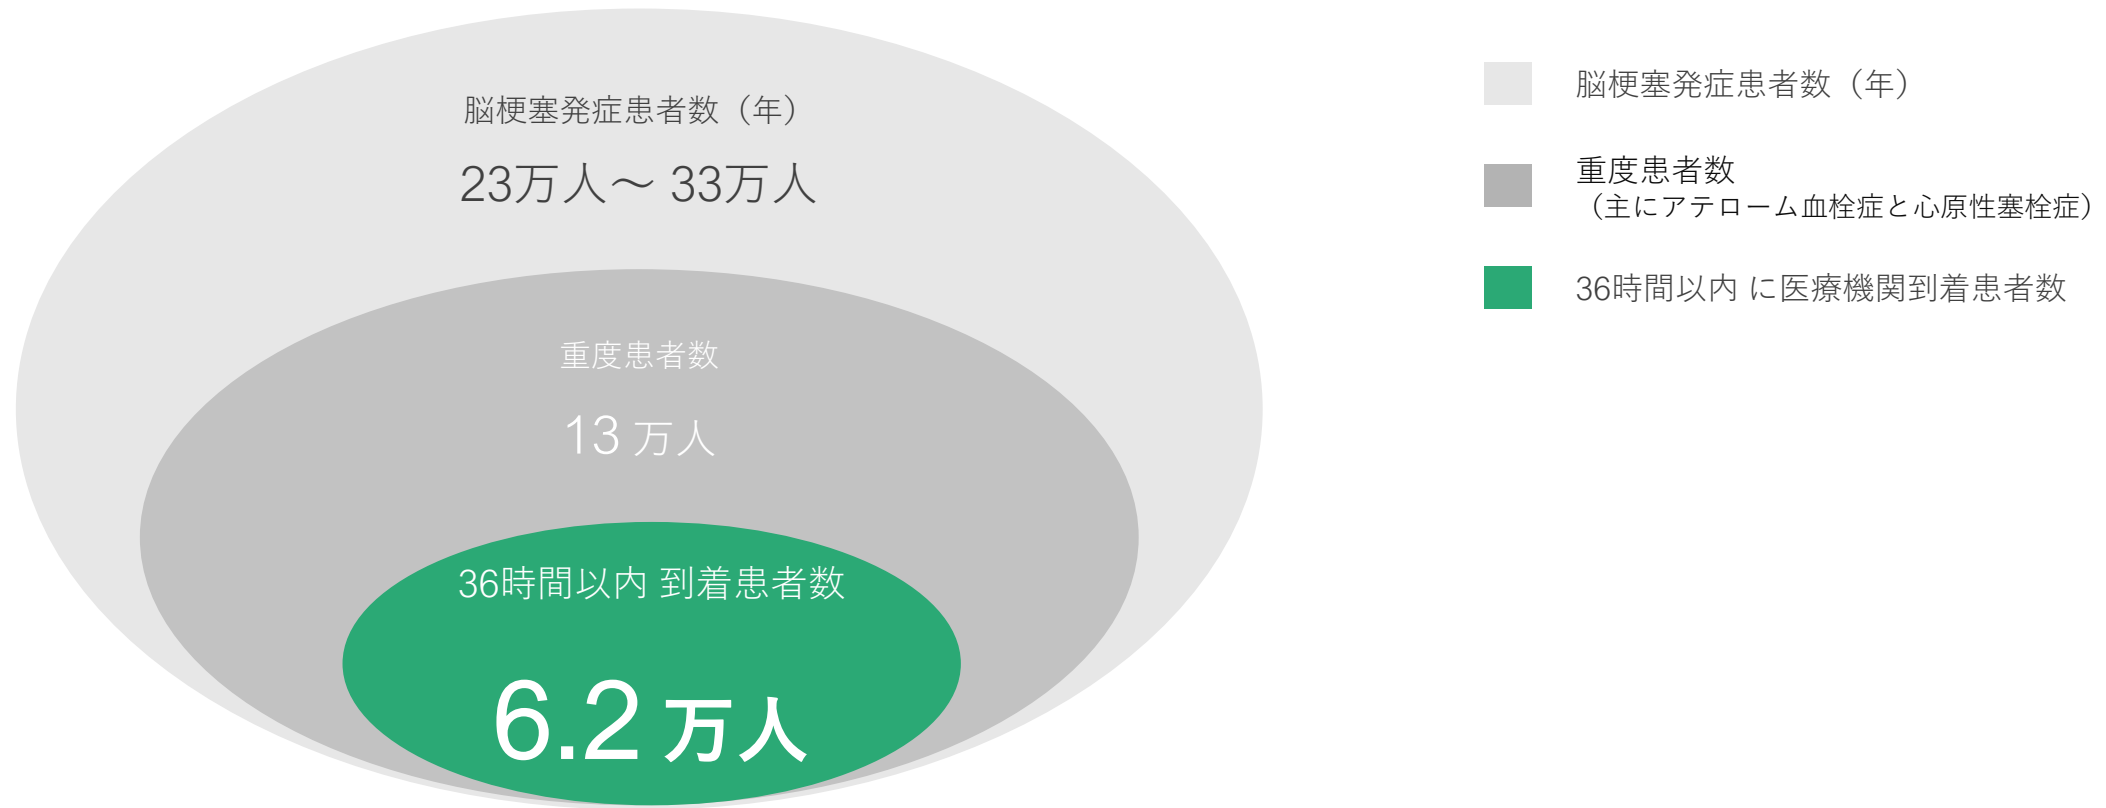 脳梗塞発症患者数（年）
23万人～ 33万人
重度患者数
13 万人
36時間以内 到着患者数
6.2 万人
脳梗塞発症患者数（年）
重度患者数
（主にアテローム血栓症と心原性塞栓症）
36時間以内 に医療機関到着患者数